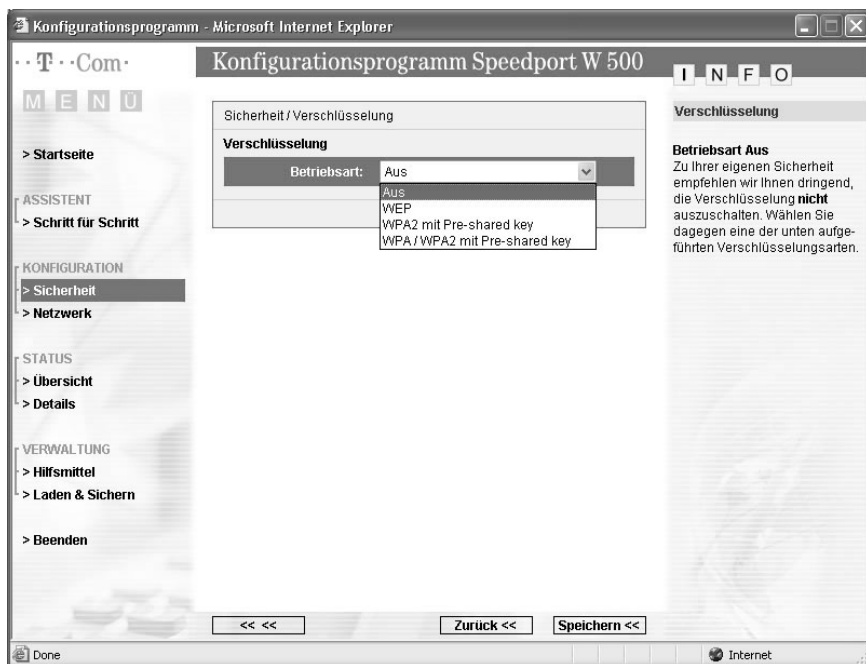 Konfigurationsprogramm - Microsoft Internet Explorer
· · T · · Com ·
Konfigurationsprogramm Speedport W 500
I N F O
MENÜ
> Startseite
ASSISTENT
> Schritt für Schritt
KONFIGURATION
> Sicherheit
> Netzwerk
STATUS
> Übersicht
> Details
VERWALTUNG
> Hilfsmittel
> Laden & Sichern
> Beenden
Sicherheit / Verschlüsselung
Verschlüsselung
Betriebsart: Aus
Aus
WEP
WPA2 mit Pre-shared key
WPA / WPA2 mit Pre-shared key
<< <<
Zurück <<
Speichern <<
Verschlüsselung
Betriebsart Aus
Zu Ihrer eigenen Sicherheit
empfehlen wir Ihnen dringend,
die Verschlüsselung nicht
auszuschalten. Wählen Sie
dagegen eine der unten aufge-
führten Verschlüsselungsarten.
Done
Internet